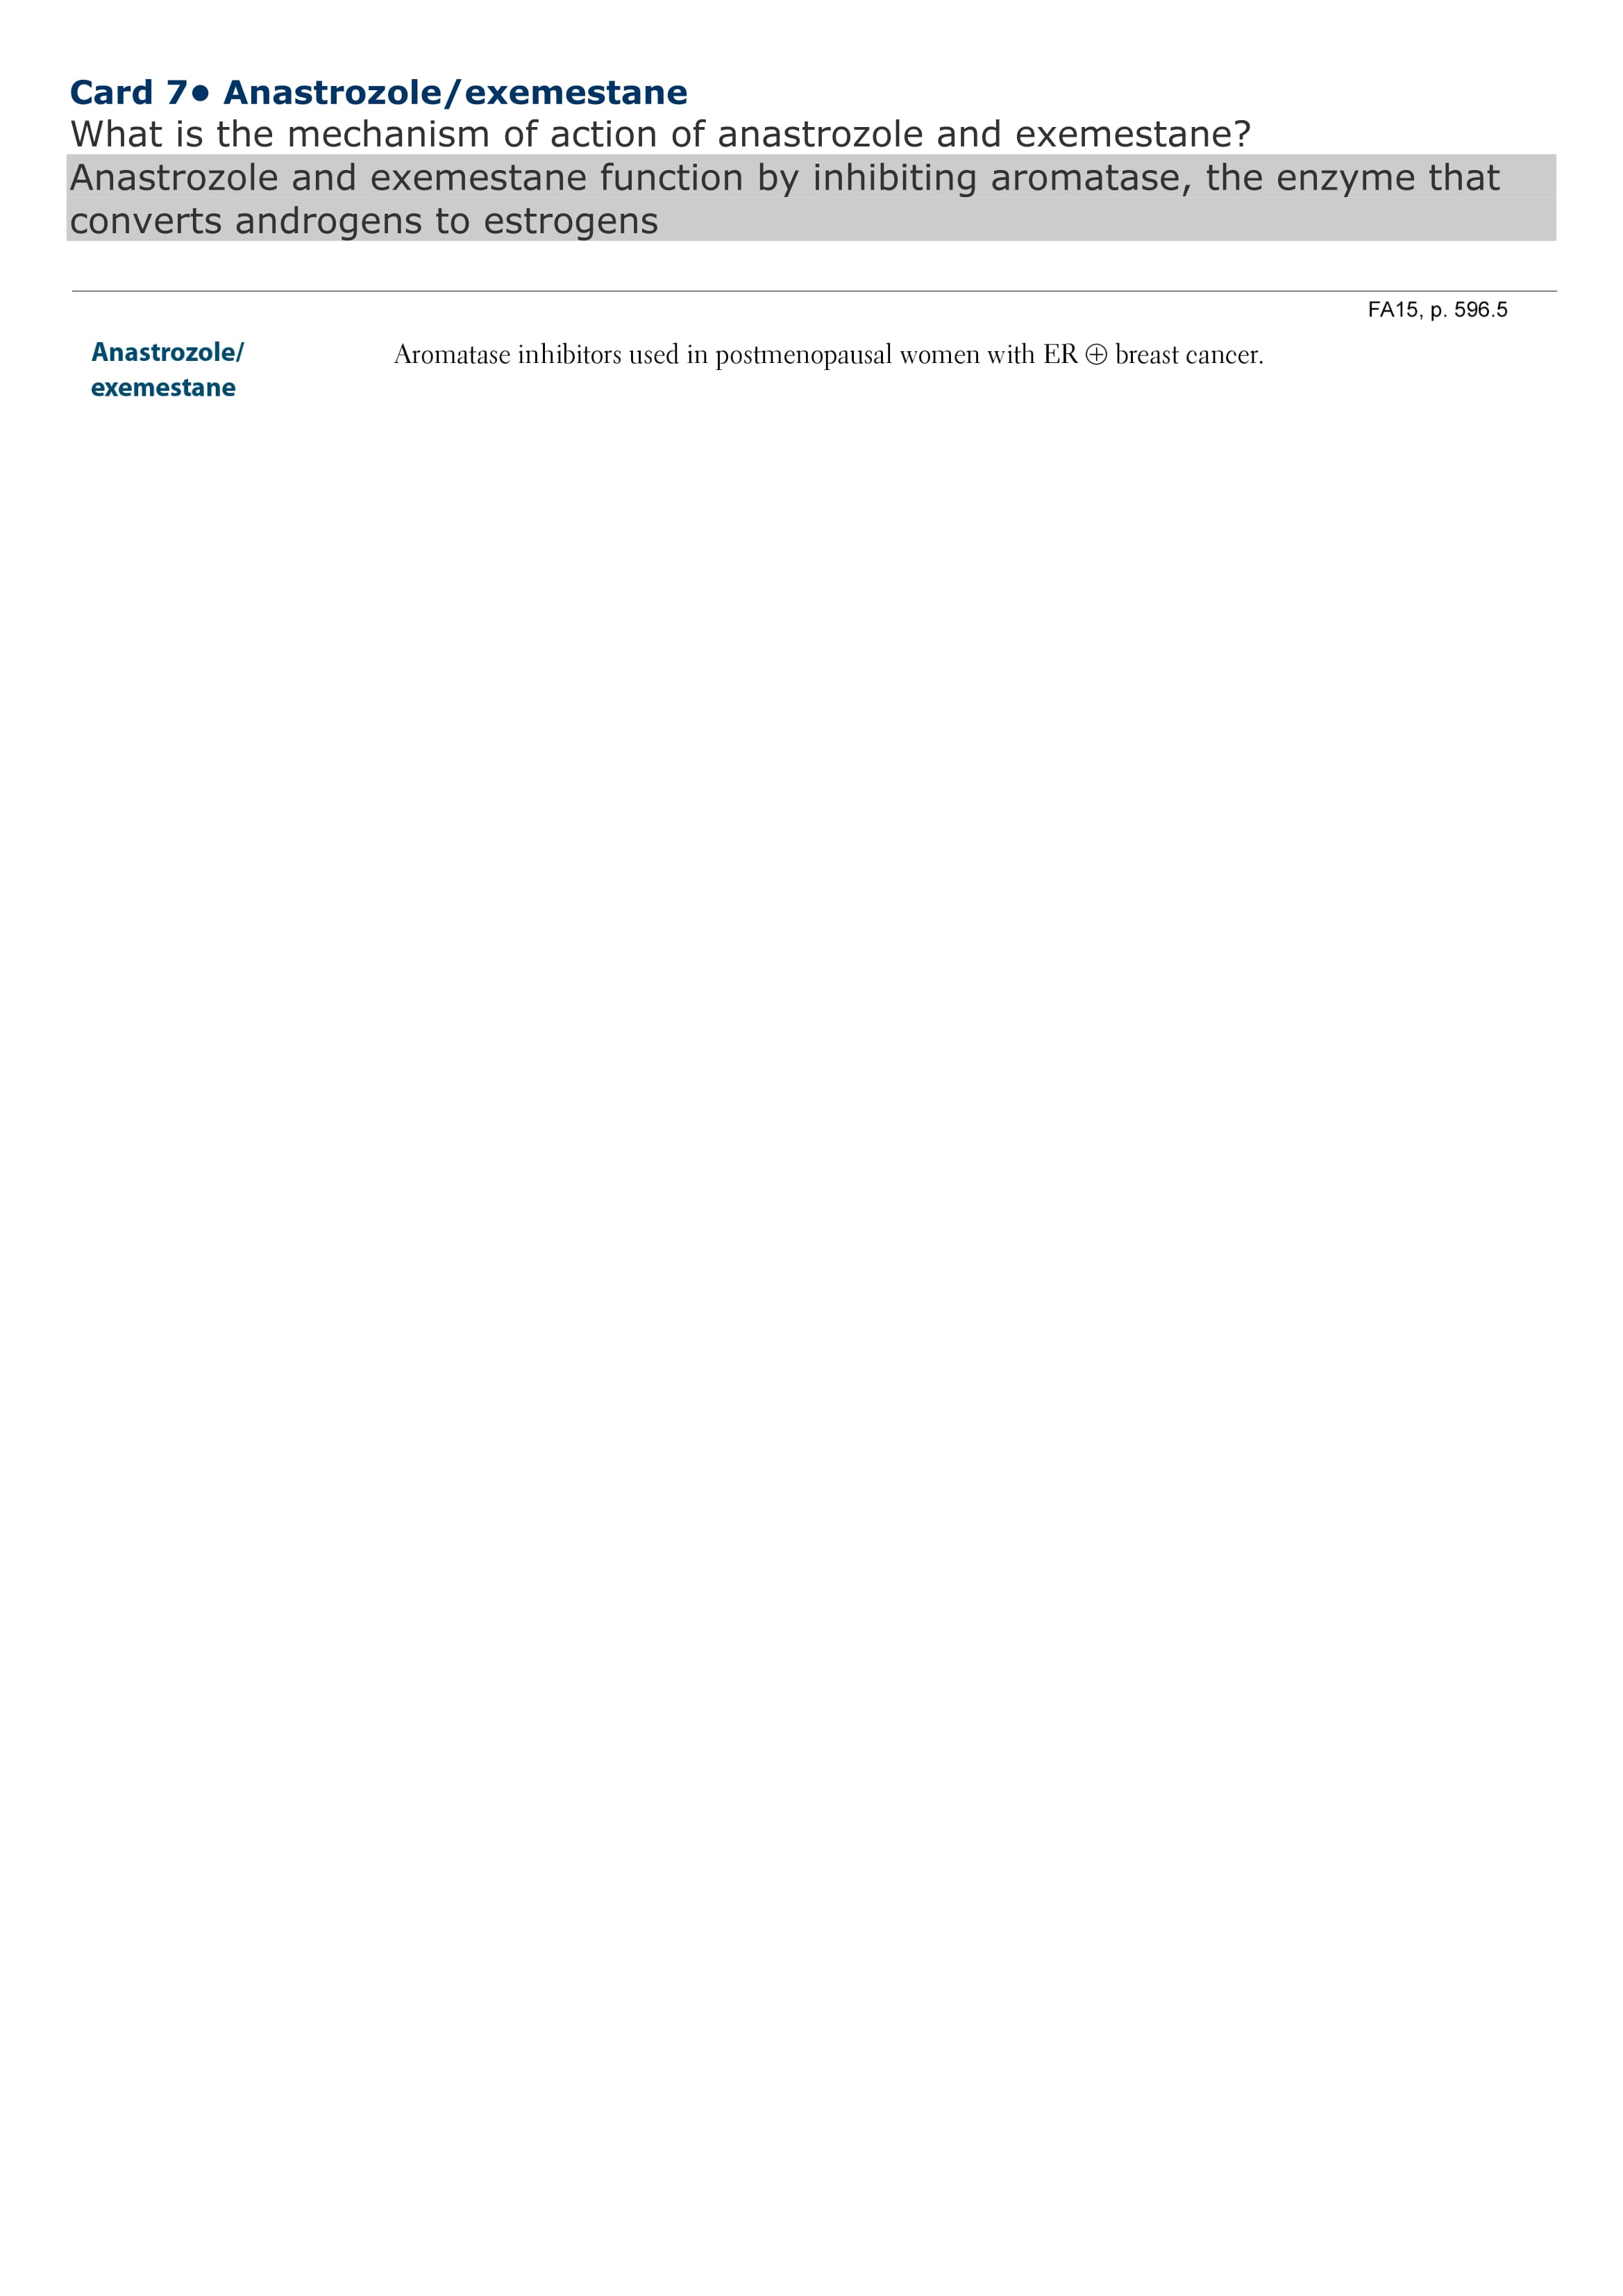 Card 7● Anastrozole/exemestane
What is the mechanism of action of anastrozole and exemestane?
Anastrozole and exemestane function by inhibiting aromatase, the enzyme that
converts androgens to estrogens
FA15, p. 596.5
Anastrozole/
exemestane
Aromatase inhibitors used in postmenopausal women with ER ⊕ breast cancer.